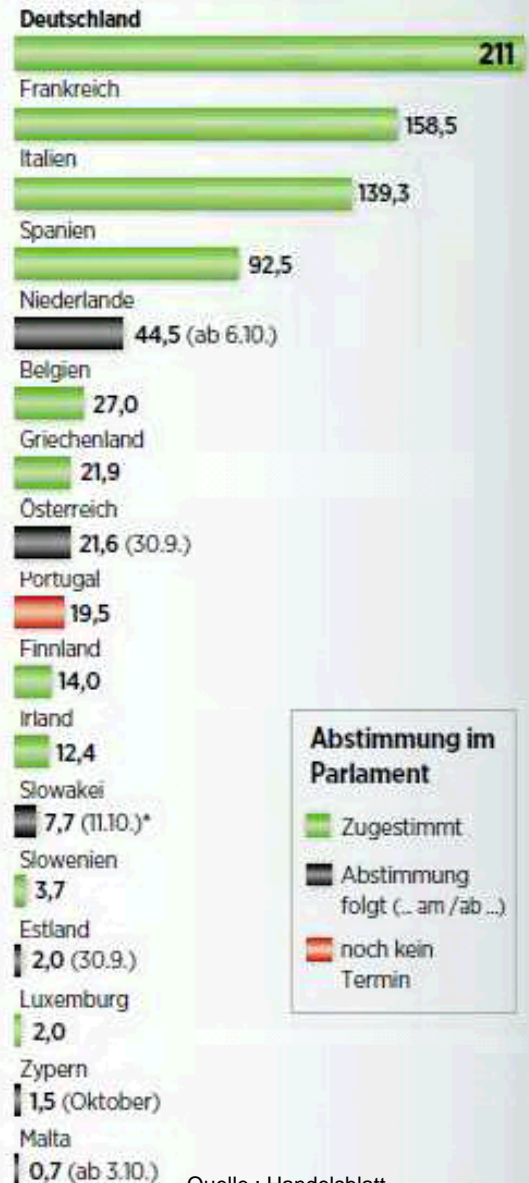 Deutschland
211
Frankreich
158,5
Italien
139,3
Spanien
92,5
Niederlande
44,5 (ab 6.10.)
Belgien
27,0
Griechenland
21,9
Österreich
21,6 (30.9.)
Portugal
19,5
Finnland
14,0
Irland
12,4
Slowakei
7,7 (11.10.)*
Slowenien
3,7
Estland
2,0 (30.9.)
Luxemburg
2,0
Zypern
1,5 (Oktober)
Malta
0,7 (ab 3.10.)
Abstimmung im
Parlament
Zugestimmt
Abstimmung
folgt (... am /ab ...)
noch kein
Termin
Quelle : Handelsblatt